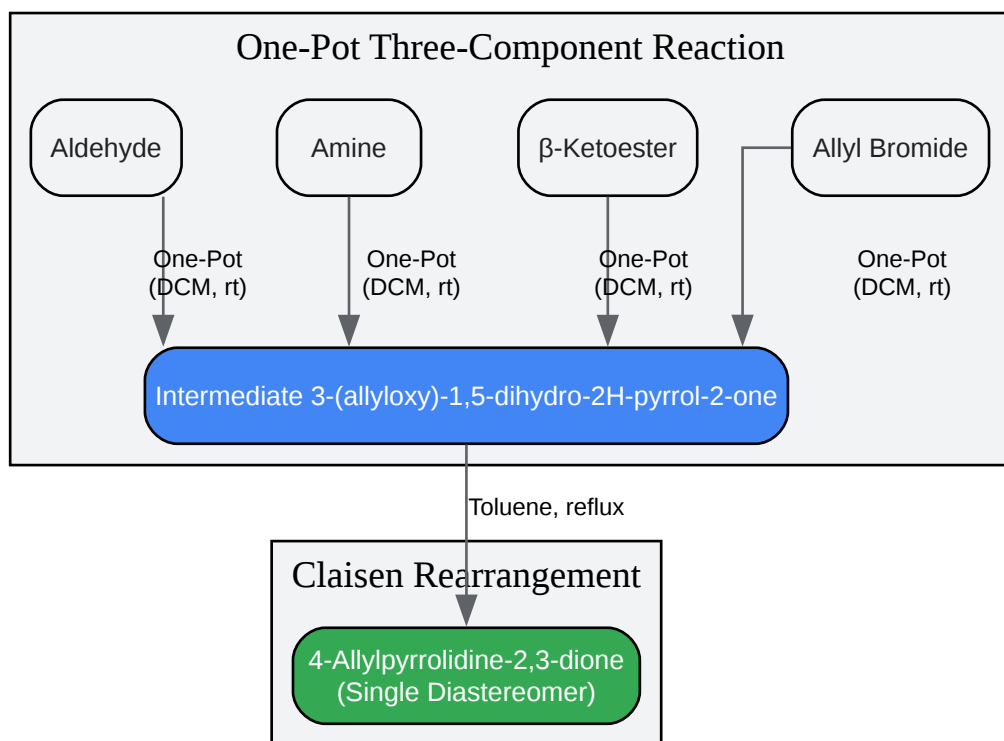 One-Pot Three-Component Reaction
Aldehyde
Amine
β-Ketoester
Allyl Bromide
One-Pot
(DCM, rt)
One-Pot
(DCM, rt)
One-Pot
(DCM, rt)
One-Pot
(DCM, rt)
Intermediate 3-(allyloxy)-1,5-dihydro-2H-pyrrol-2-one
Toluene, reflux
Claisen Rearrangement
4-Allylpyrrolidine-2,3-dione
(Single Diastereomer)